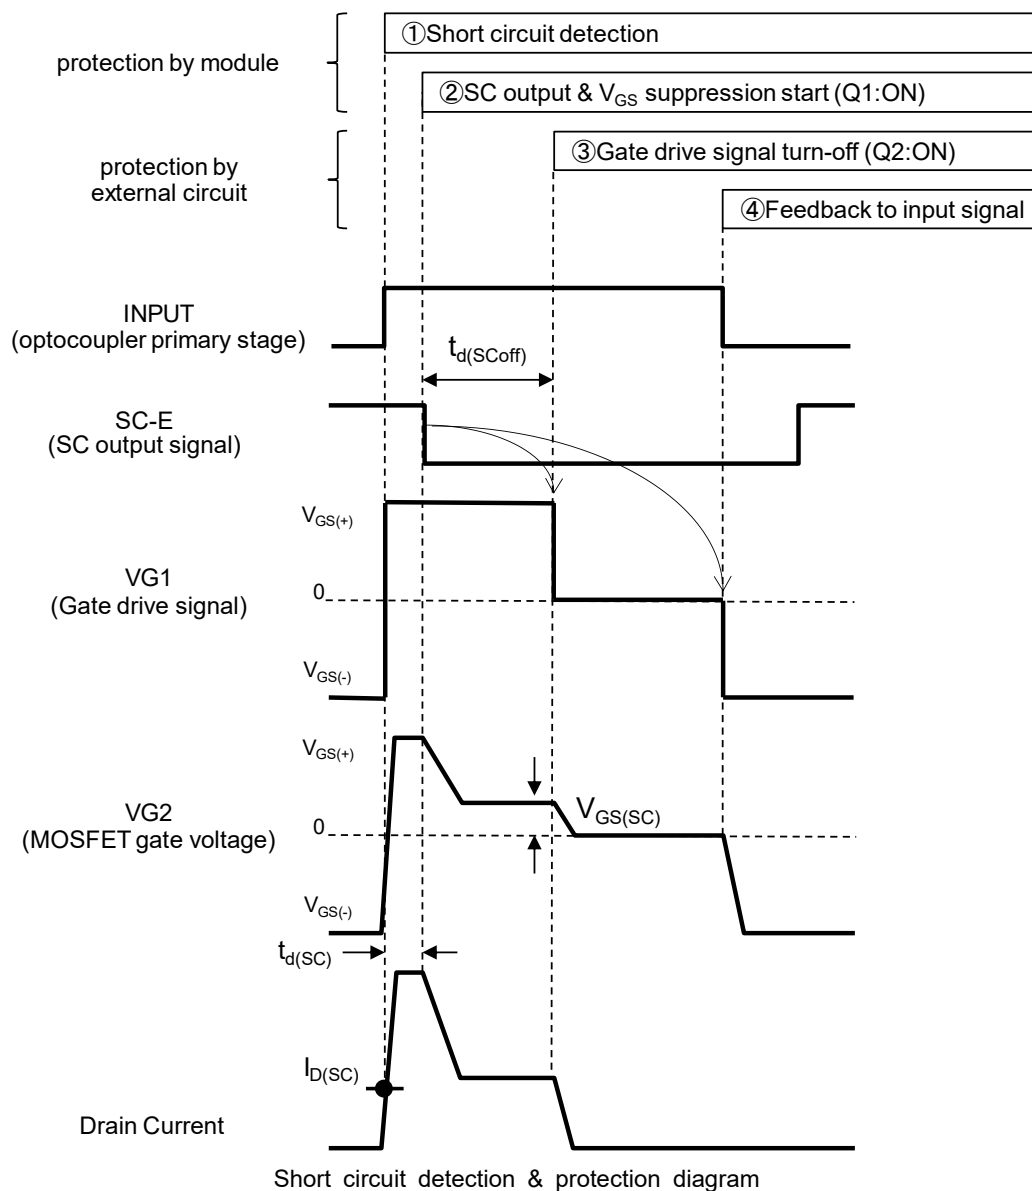 ①Short circuit detection
protection by module
②SC output & VGS suppression start (Q1:ON)
③Gate drive signal turn-off (Q2:ON)
protection by
external circuit
④Feedback to input signal
INPUT
(optocoupler primary stage)
td(SCoff)
SC-E
(SC output signal)
VGS(+)
VG1
(Gate drive signal)
0
VGS(-)
VGS(+)
VG2
(MOSFET gate voltage)
VGS(SC)
0
VGS(-)
td(SC)
ID(SC)
Drain Current
Short circuit detection & protection diagram